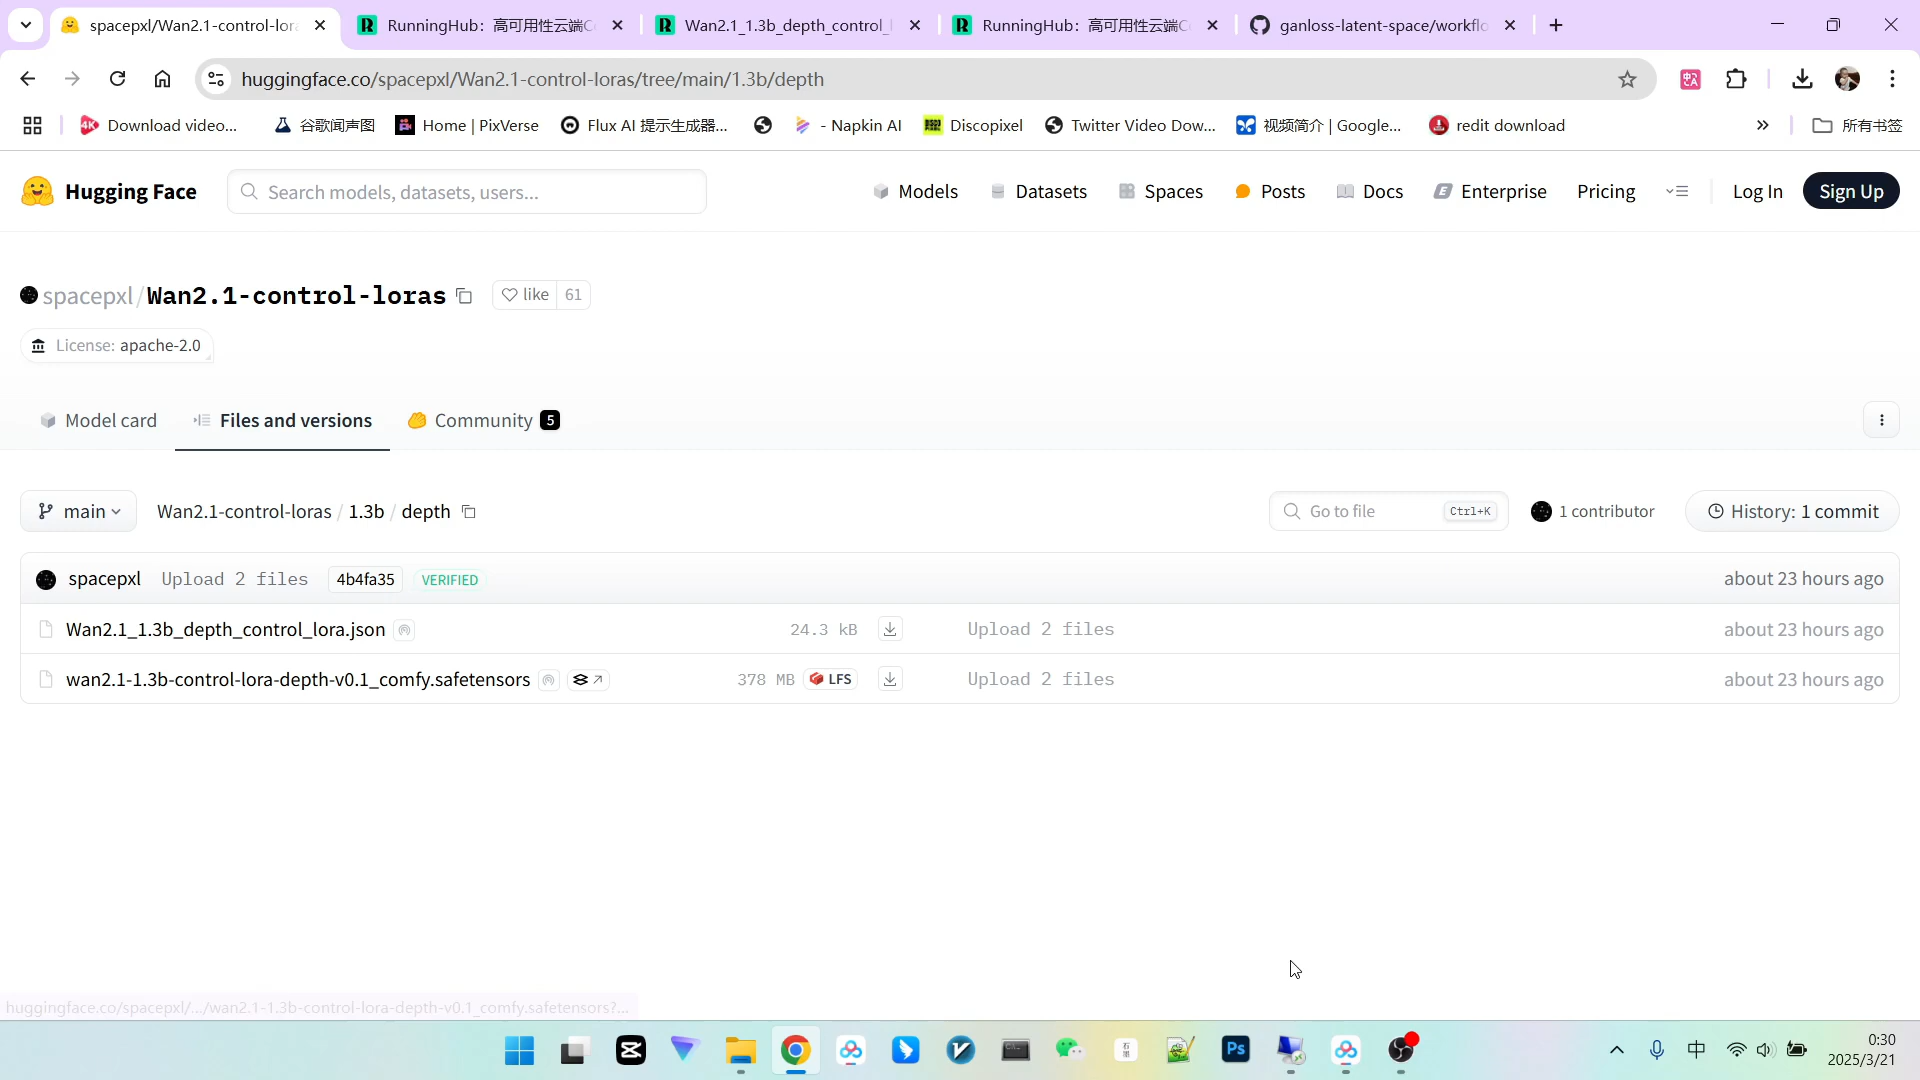 spacepxl/Wan2.1-control-lora
RunningHub：高可用性云端C
Wan2.1_1.3b_depth_control_l
RunningHub：高可用性云端C
ganloss-latent-space/workflo
huggingface.co/spacepxl/Wan2.1-control-loras/tree/main/1.3b/depth
Download video...
谷歌闻声图
Home | PixVerse
Flux AI 提示生成器...
- Napkin AI
Discopixel
Twitter Video Dow...
视频简介 | Google...
redit download
所有书签
Hugging Face
Search models, datasets, users...
Models
Datasets
Spaces
Posts
Docs
Enterprise
Pricing
Log In
Sign Up
spacepxl/Wan2.1-control-loras
like 61
License: apache-2.0
Model card
Files and versions
Community 5
main
Wan2.1-control-loras / 1.3b / depth
Go to file
Ctrl+K
1 contributor
History: 1 commit
spacepxl Upload 2 files 4b4fa35 VERIFIED about 23 hours ago
Wan2.1_1.3b_depth_control_lora.json 24.3 kB Upload 2 files about 23 hours ago
wan2.1-1.3b-control-lora-depth-v0.1_comfy.safetensors 378 MB LFS Upload 2 files about 23 hours ago
huggingface.co/spacepxl/.../wan2.1-1.3b-control-lora-depth-v0.1_comfy.safetensors?...
Ps
中
0:30
2025/3/21